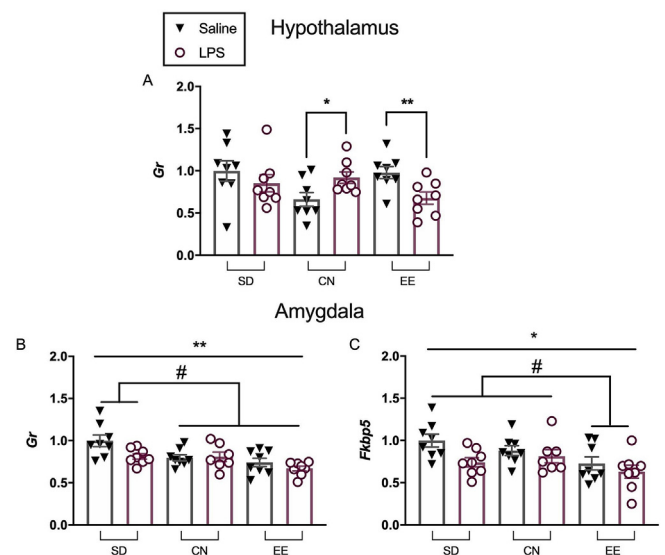 Saline
LPS
Hypothalamus
A
2.0
1.5
1.0
0.5
0.0
Gr
*
**
SD
CN
EE
Amygdala
B
2.0
1.5
1.0
0.5
0.0
Gr
**
#
SD
CN
EE
C
2.0
1.5
1.0
0.5
0.0
Fkbp5
*
#
SD
CN
EE